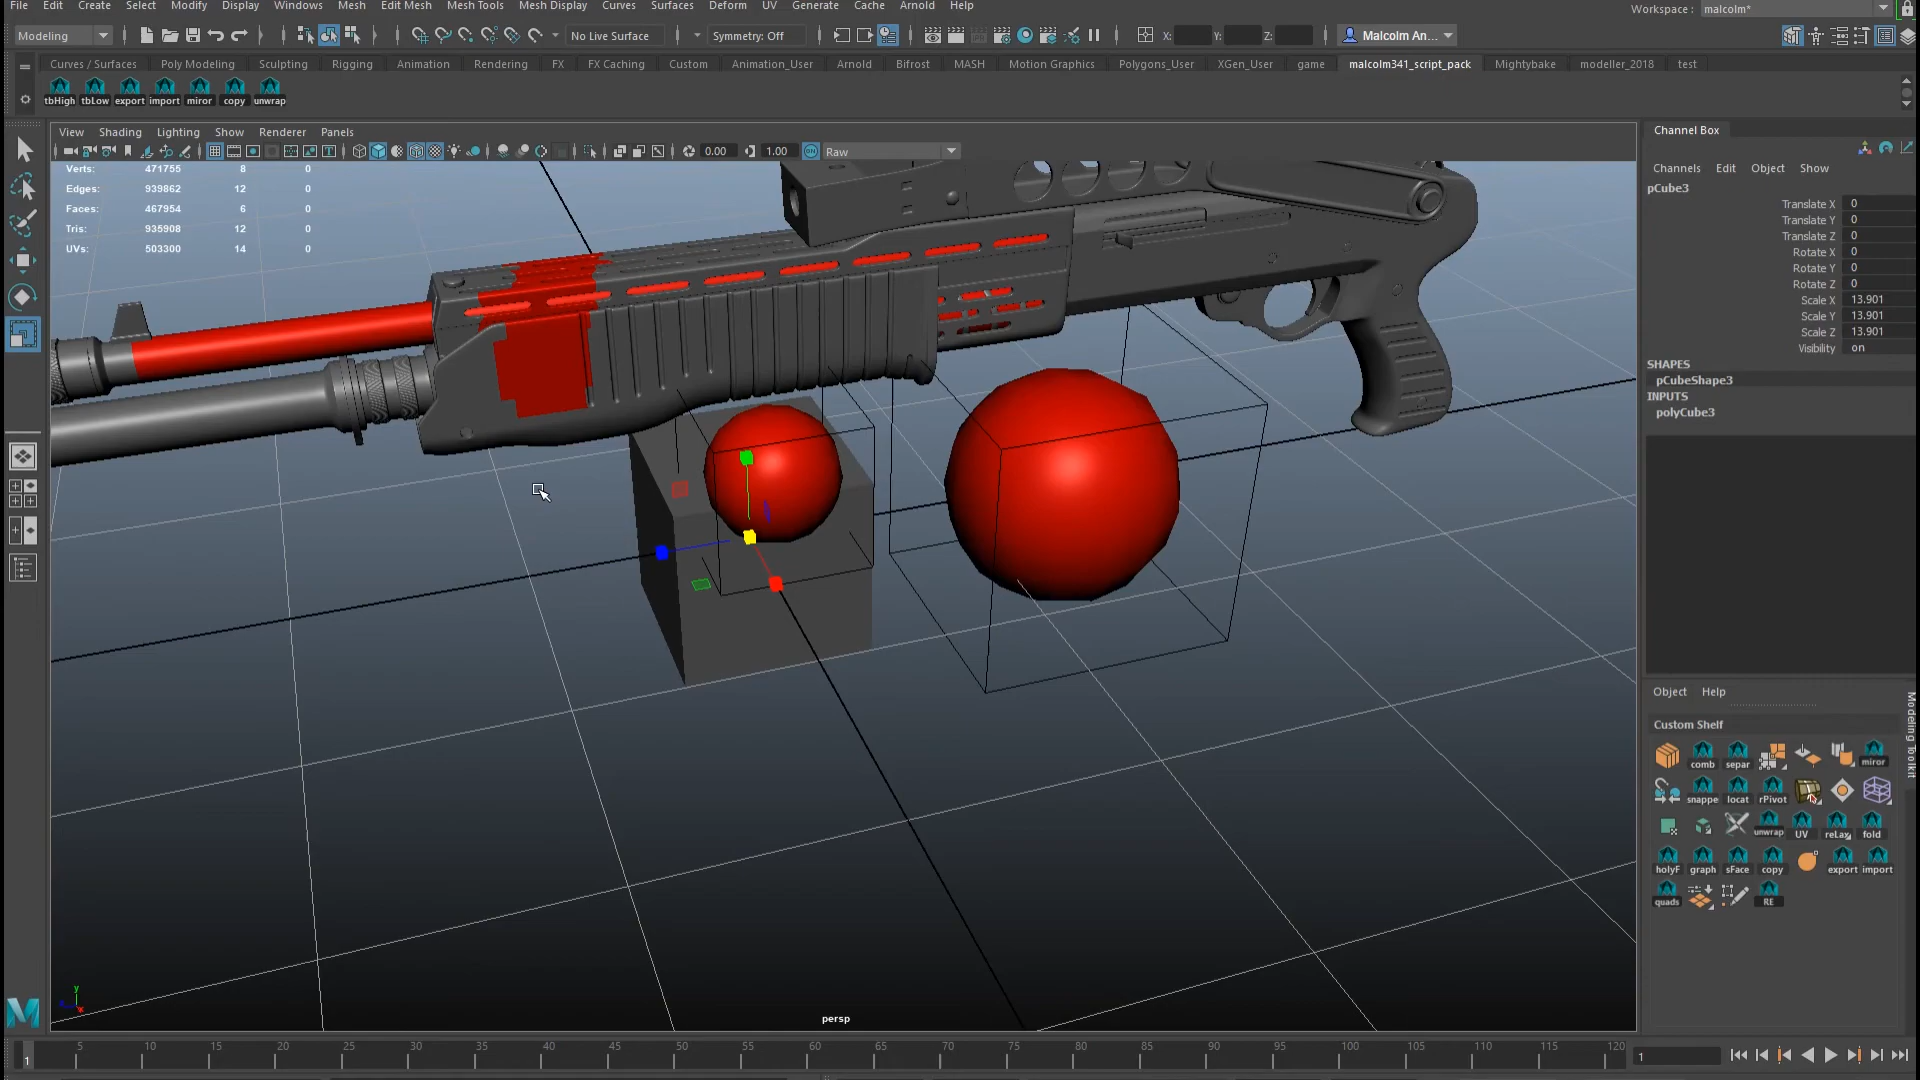 File Edit Create Select Modify Display Windows Mesh Edit Mesh Mesh Tools Mesh Display Curves Surfaces Deform UV Generate Cache Arnold Help
Workspace : malcolm*
Modeling No Live Surface Symmetry: Off X: Y: Z: Malcolm An...
Curves / Surfaces Poly Modeling Sculpting Rigging Animation Rendering FX FX Caching Custom Animation_User Arnold Bifrost MASH Motion Graphics Polygons_User XGen_User game malcolm341_script_pack Mightybake modeller_2018 test
tbHigh tbLow export import miror copy unwrap
View Shading Lighting Show Renderer Panels
0.00 1.00 Raw
Verts: 471755 8 0
Edges: 939862 12 0
Faces: 467954 6 0
Tris: 935908 12 0
UVs: 503300 14 0
persp
Channel Box
Channels Edit Object Show
pCube3
Translate X 0
Translate Y 0
Translate Z 0
Rotate X 0
Rotate Y 0
Rotate Z 0
Scale X 13.901
Scale Y 13.901
Scale Z 13.901
Visibility on
SHAPES
pCubeShape3
INPUTS
polyCube3
Object Help
Custom Shelf
comb separ miror
snappe locat rPivot
unwrap UV relax fold
holyF graph sFace copy export import
quads RE
Modeling Toolkit
1 5 10 15 20 25 30 35 40 45 50 55 60 65 70 75 80 85 90 95 100 105 110 115 120
1